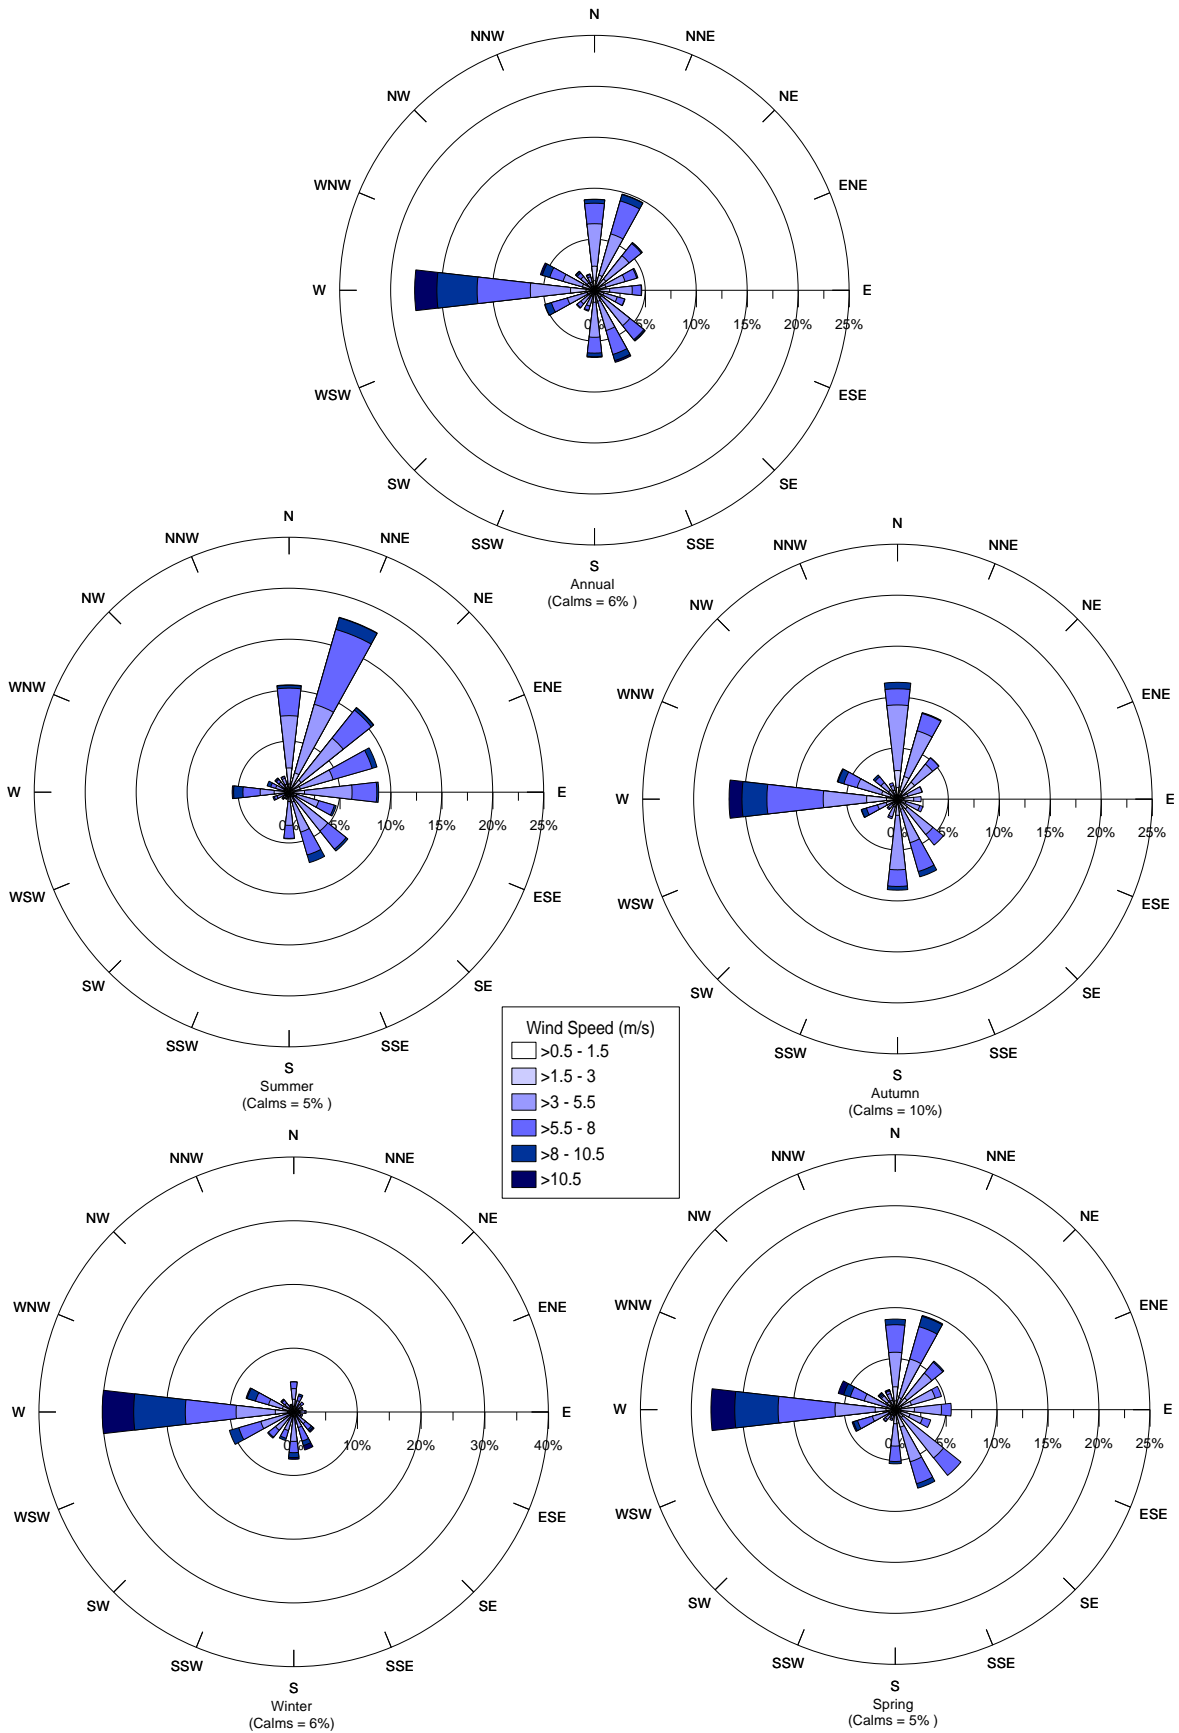 N
NNW NNE
NW NE
WNW ENE
W E
0% 5% 10% 15% 20% 25%
WSW ESE
SW SE
SSW SSE
S
Annual
(Calms = 6% )
N
NNW NNE
NW NE
WNW ENE
W E
0% 5% 10% 15% 20% 25%
WSW ESE
SW SE
SSW SSE
S
Summer
(Calms = 5% )
N
NNW NNE
NW NE
WNW ENE
W E
0% 5% 10% 15% 20% 25%
WSW ESE
SW SE
SSW SSE
S
Autumn
(Calms = 10%)
Wind Speed (m/s)
>0.5 - 1.5
>1.5 - 3
>3 - 5.5
>5.5 - 8
>8 - 10.5
>10.5
N
NNW NNE
NW NE
WNW ENE
W E
0% 10% 20% 30% 40%
WSW ESE
SW SE
SSW SSE
S
Winter
(Calms = 6%)
N
NNW NNE
NW NE
WNW ENE
W E
0% 5% 10% 15% 20% 25%
WSW ESE
SW SE
SSW SSE
S
Spring
(Calms = 5% )